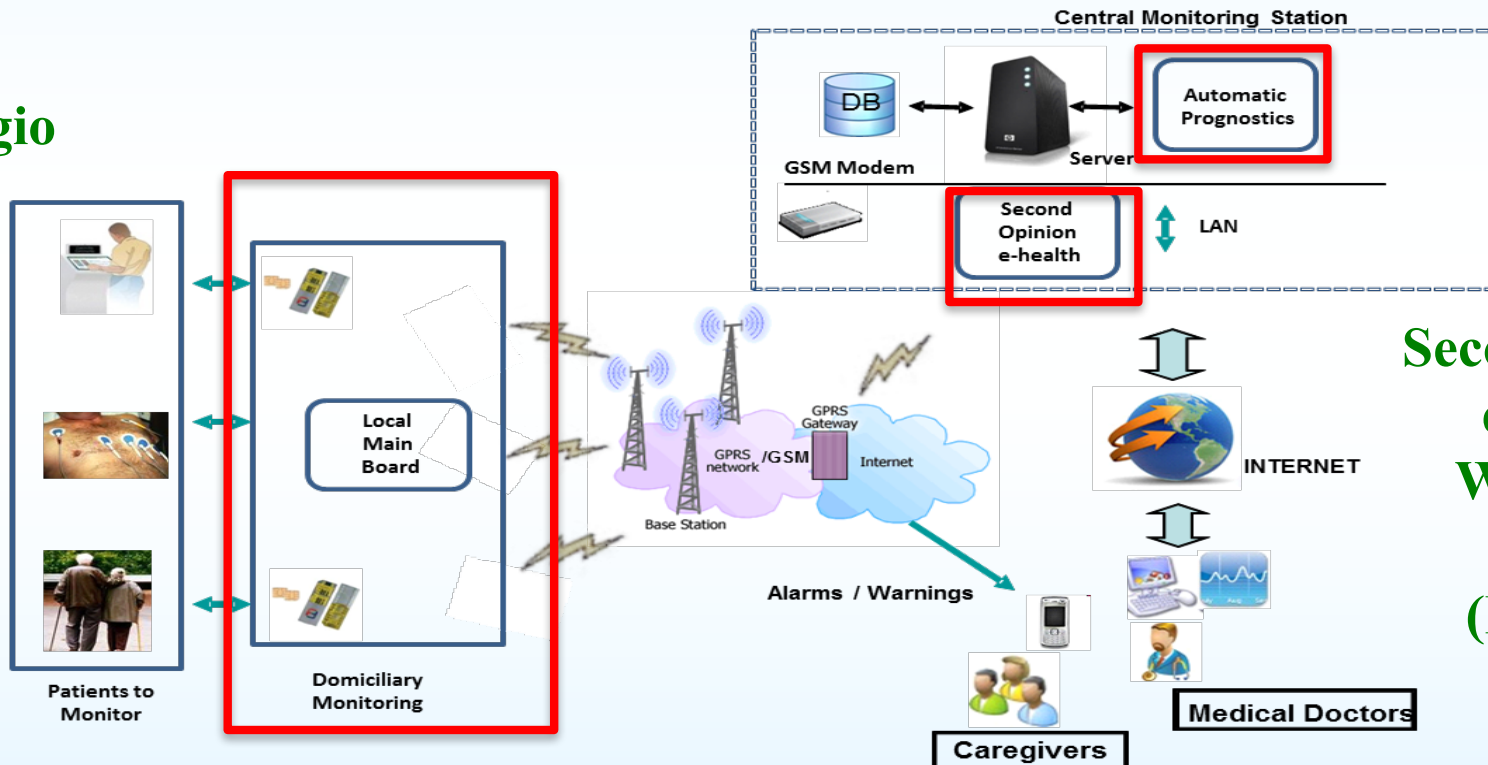 Central Monitoring Station
DB
Automatic
Prognostics
Server
GSM Modem
Second
Opinion
e-health
LAN
Local
Main
Board
GPRS
Gateway
GPRS
network
/GSM
Internet
Base Station
INTERNET
Alarms / Warnings
Patients to
Monitor
Domiciliary
Monitoring
Medical Doctors
Caregivers